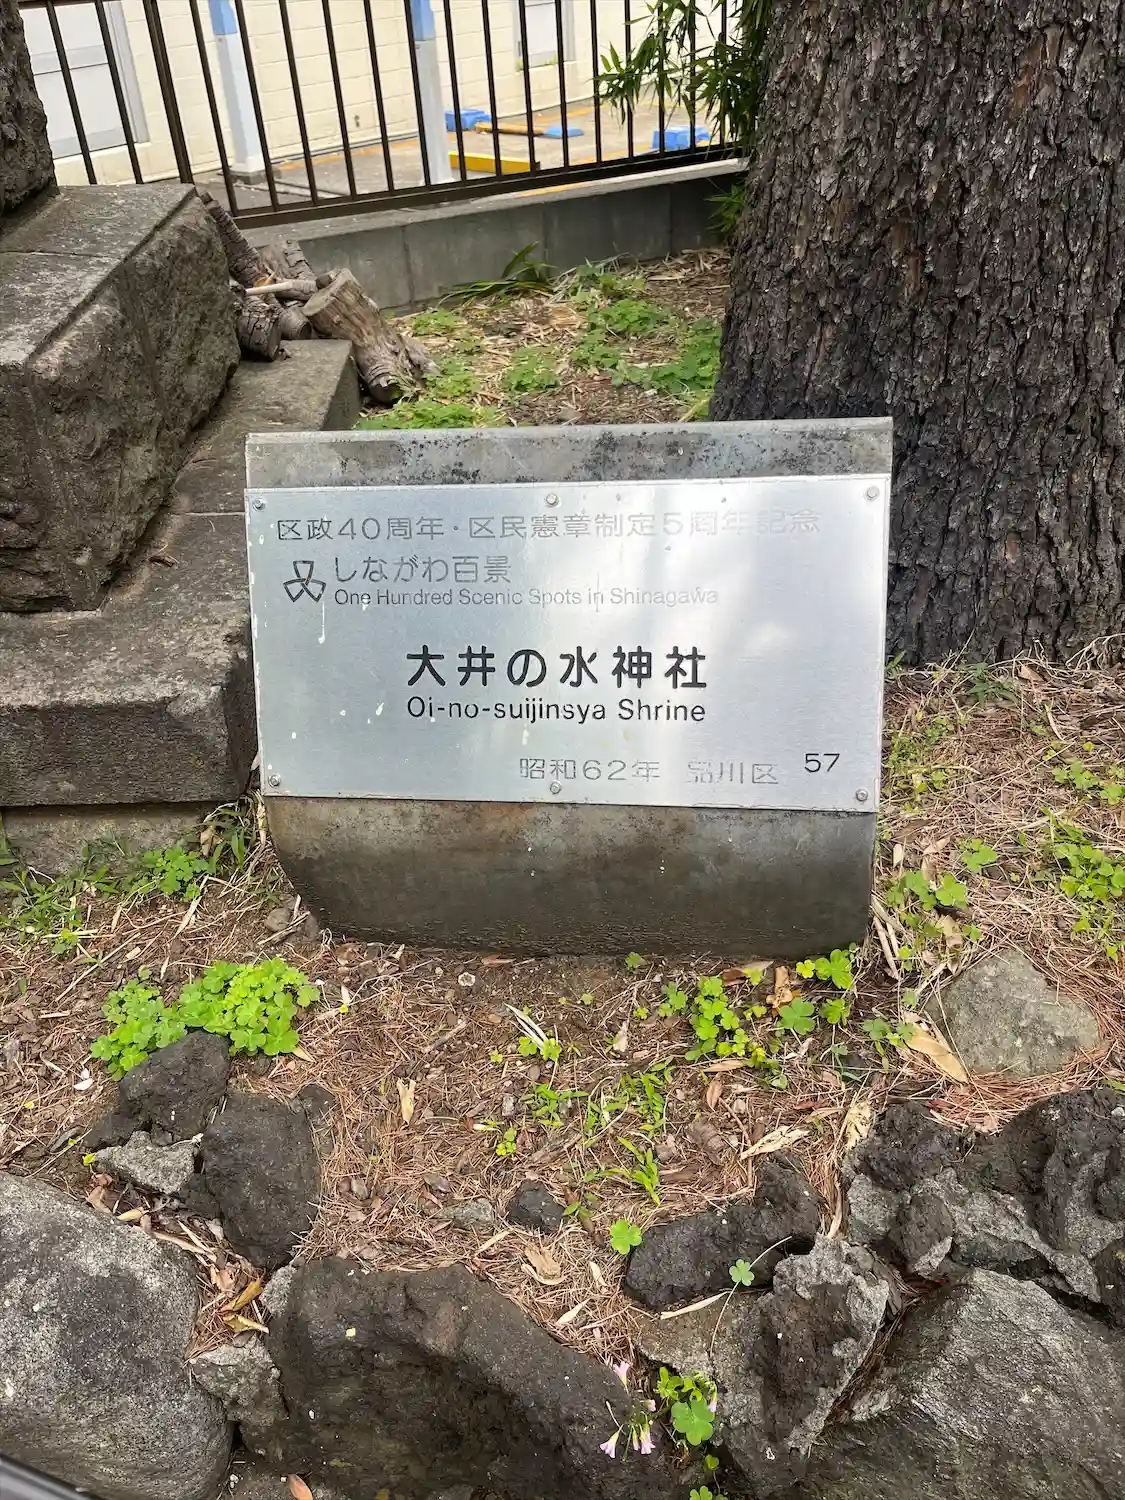 区政40周年・区民憲章制定5周年記念
しながわ百景
One Hundred Scenic Spots in Shinagawa
大井の水神社
Oi-no-suijinsya Shrine
昭和62年 品川区 57